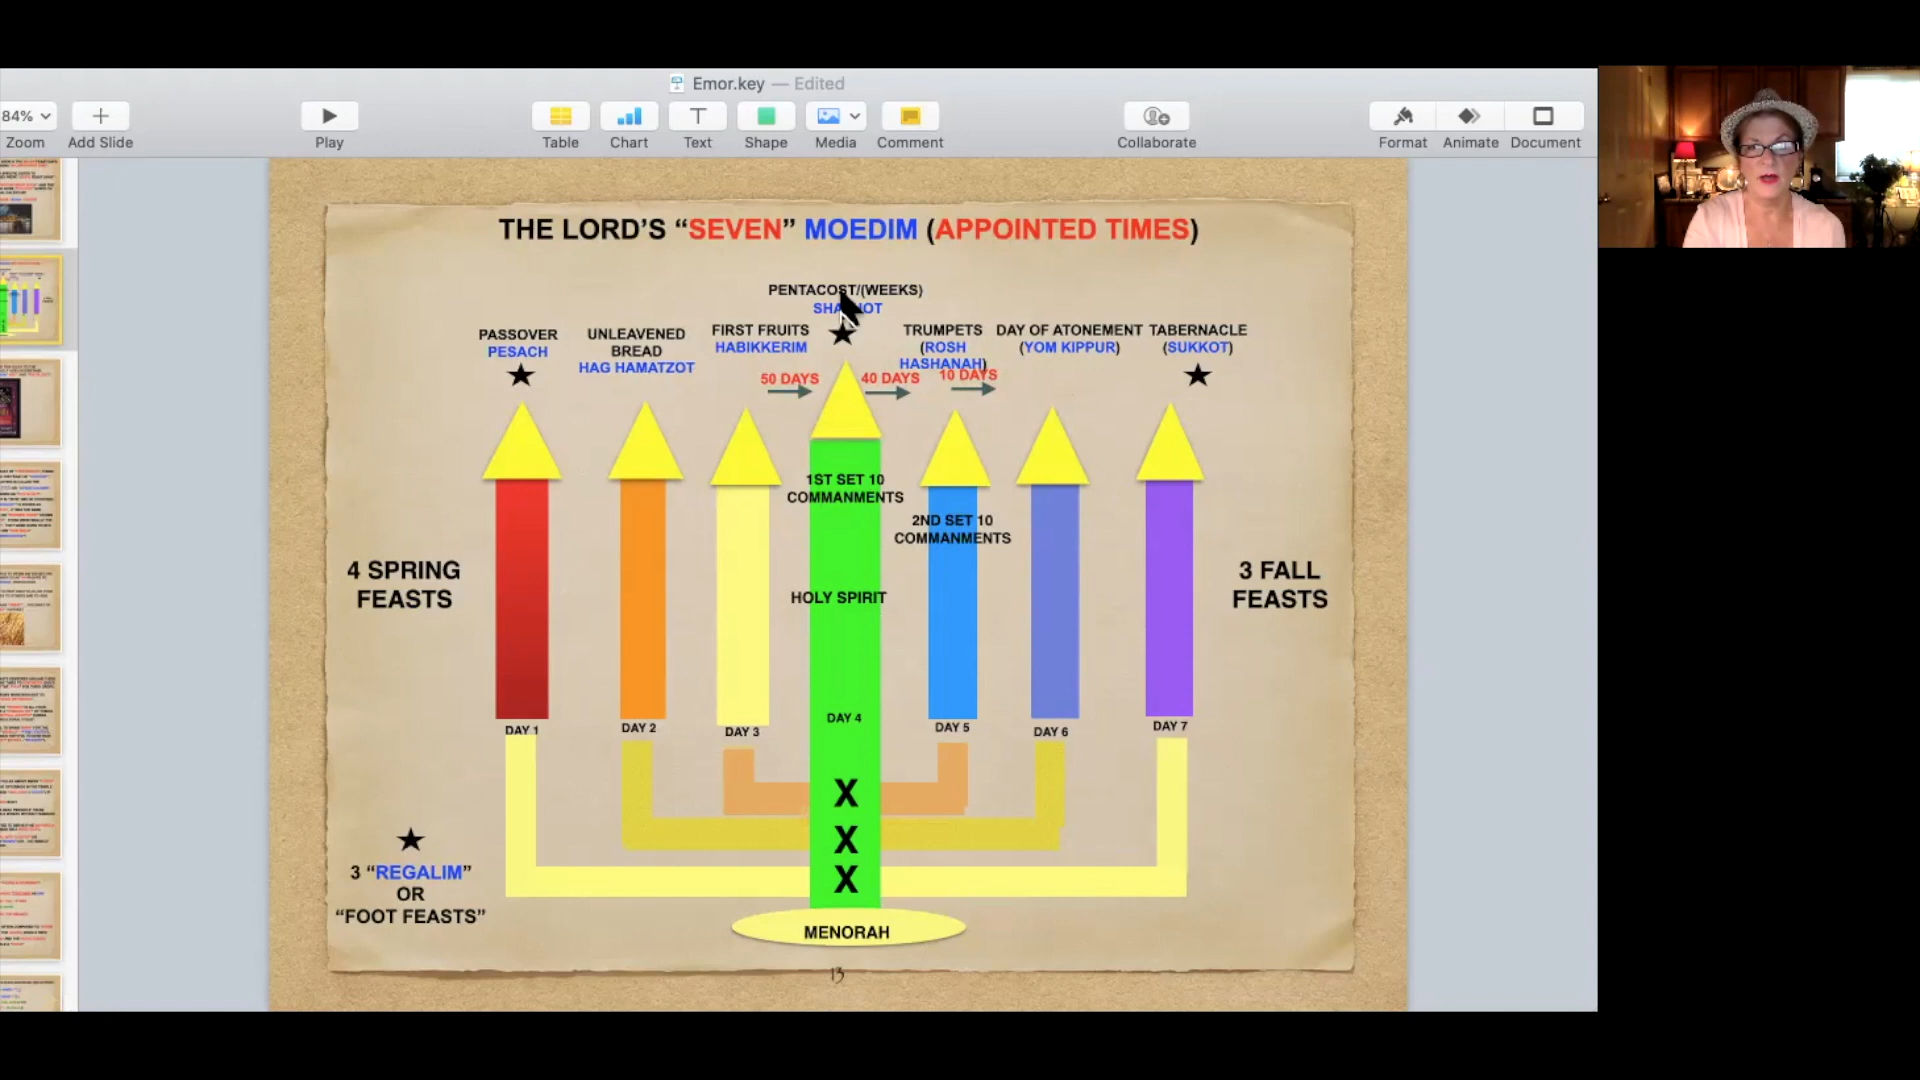 Emor.key — Edited
84%
Zoom
Add Slide
Play
Table
Chart
Text
Shape
Media
Comment
Collaborate
Format
Animate
Document
THE LORD'S “SEVEN” MOEDIM (APPOINTED TIMES)
PENTACOST/(WEEKS)
PASSOVER
PESACH
UNLEAVENED
BREAD
HAG HAMATZOT
FIRST FRUITS
HABIKKERIM
TRUMPETS
(ROSH
HASHANAH)
DAY OF ATONEMENT
(YOM KIPPUR)
TABERNACLE
(SUKKOT)
50 DAYS
40 DAYS
10 DAYS
1ST SET 10
COMMANMENTS
2ND SET 10
COMMANMENTS
4 SPRING
FEASTS
HOLY SPIRIT
3 FALL
FEASTS
DAY 1
DAY 2
DAY 3
DAY 4
DAY 5
DAY 6
DAY 7
X
X
X
3 “REGALIM”
OR
“FOOT FEASTS”
MENORAH
13